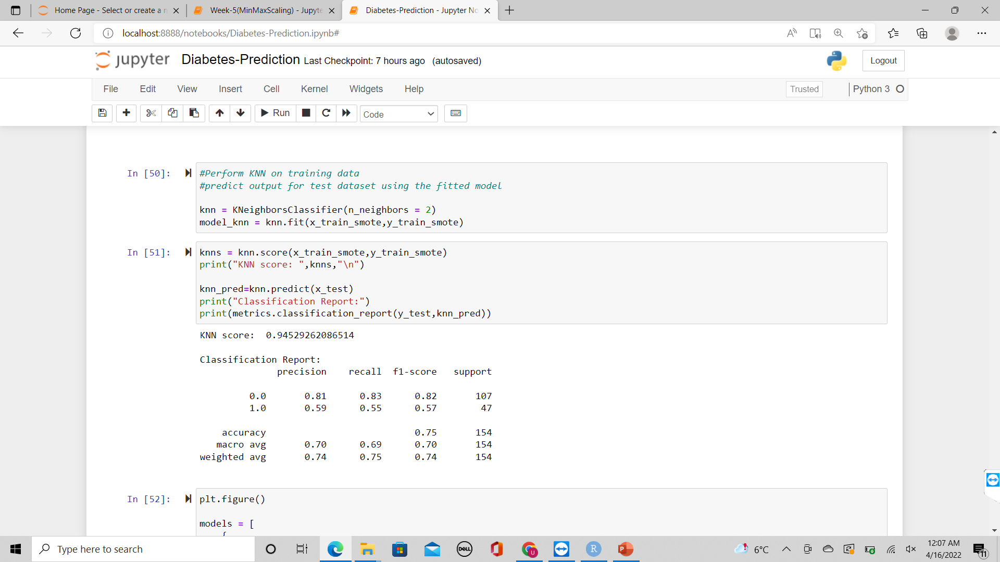 Home Page - Select or create a n
Week-5(MinMaxScaling) - Jupyte
Diabetes-Prediction - Jupyter No
localhost:8888/notebooks/Diabetes-Prediction.ipynb#
jupyter Diabetes-Prediction Last Checkpoint: 7 hours ago (autosaved)
Logout
File Edit View Insert Cell Kernel Widgets Help
Trusted
Python 3
Run
Code
In [50]:
#Perform KNN on training data
#predict output for test dataset using the fitted model
knn = KNeighborsClassifier(n_neighbors = 2)
model_knn = knn.fit(x_train_smote,y_train_smote)
In [51]:
knns = knn.score(x_train_smote,y_train_smote)
print("KNN score: ",knns,"\n")
knn_pred=knn.predict(x_test)
print("Classification Report:")
print(metrics.classification_report(y_test,knn_pred))
KNN score:  0.94529262086514
Classification Report:
precision recall f1-score support
0.0 0.81 0.83 0.82 107
1.0 0.59 0.55 0.57 47
accuracy 0.75 154
macro avg 0.70 0.69 0.70 154
weighted avg 0.74 0.75 0.74 154
In [52]:
plt.figure()
models = [
{
Type here to search
DELL
R
P
U
6°C
12:07 AM
4/16/2022
11